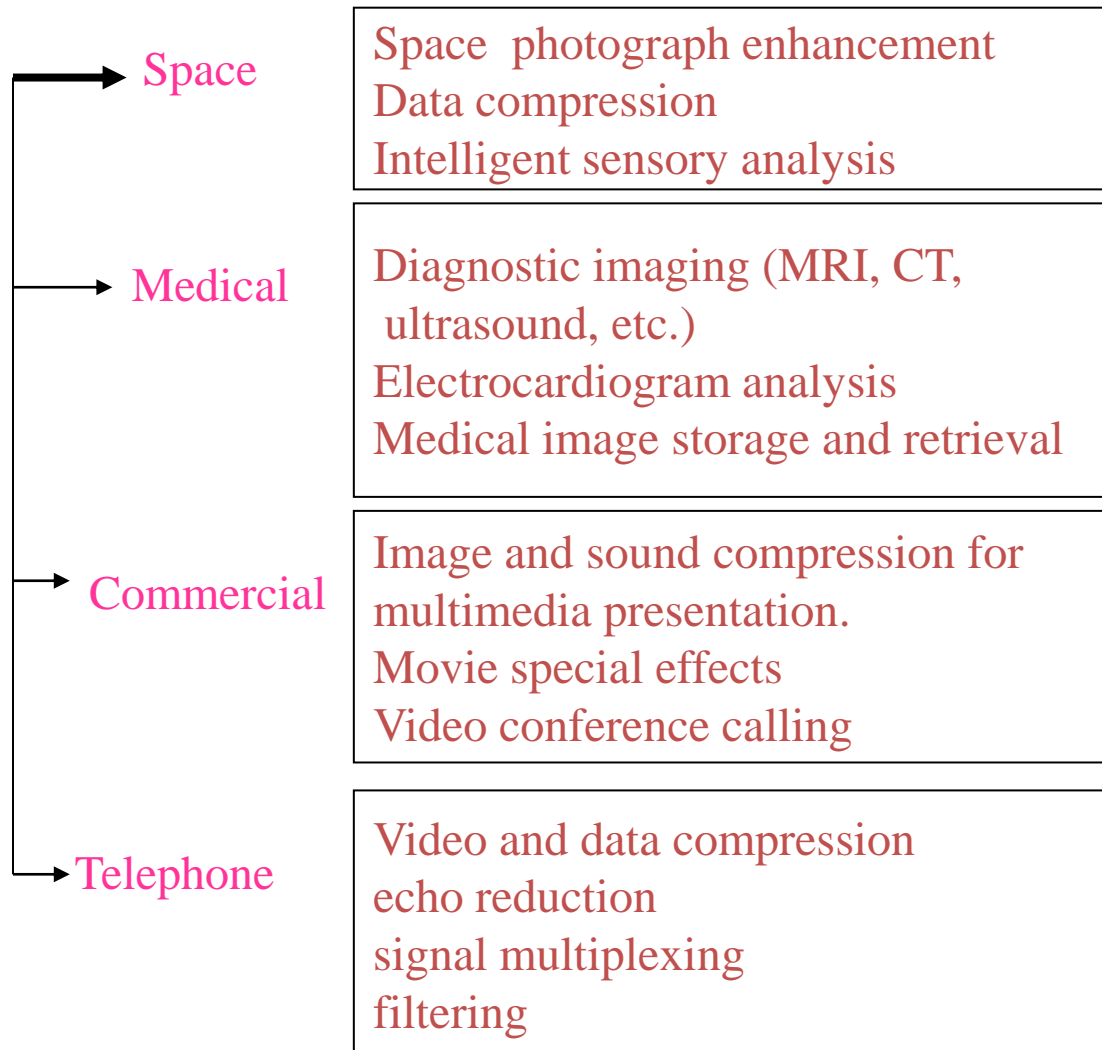 Space
Space photograph enhancement
Data compression
Intelligent sensory analysis
Medical
Diagnostic imaging (MRI, CT,
ultrasound, etc.)
Electrocardiogram analysis
Medical image storage and retrieval
Commercial
Image and sound compression for
multimedia presentation.
Movie special effects
Video conference calling
Telephone
Video and data compression
echo reduction
signal multiplexing
filtering